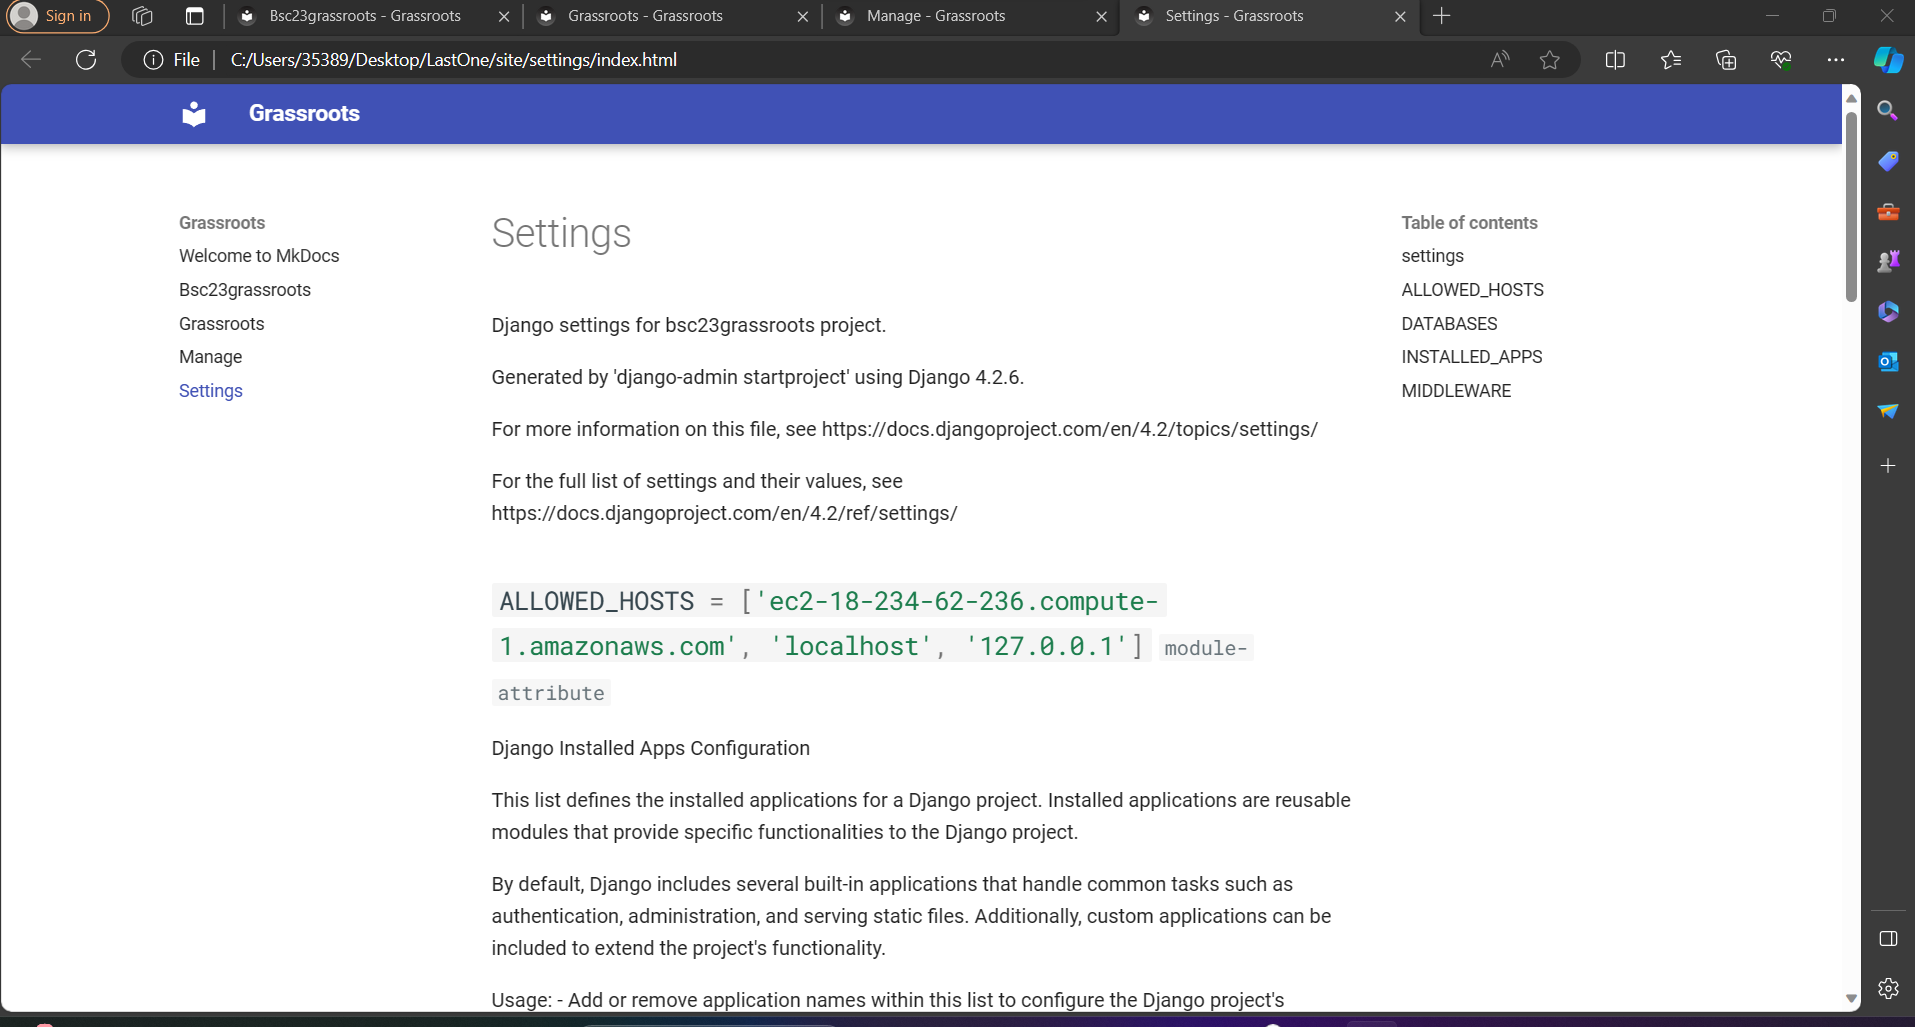 Sign in
Bsc23grassroots - Grassroots
Grassroots - Grassroots
Manage - Grassroots
Settings - Grassroots
File
C:/Users/35389/Desktop/LastOne/site/settings/index.html
Grassroots
Grassroots
Welcome to MkDocs
Bsc23grassroots
Grassroots
Manage
Settings
Settings
Django settings for bsc23grassroots project.
Generated by 'django-admin startproject' using Django 4.2.6.
For more information on this file, see https://docs.djangoproject.com/en/4.2/topics/settings/
For the full list of settings and their values, see
https://docs.djangoproject.com/en/4.2/ref/settings/
ALLOWED_HOSTS = ['ec2-18-234-62-236.compute-
1.amazonaws.com', 'localhost', '127.0.0.1'] module-
attribute
Django Installed Apps Configuration
This list defines the installed applications for a Django project. Installed applications are reusable
modules that provide specific functionalities to the Django project.
By default, Django includes several built-in applications that handle common tasks such as
authentication, administration, and serving static files. Additionally, custom applications can be
included to extend the project's functionality.
Usage: - Add or remove application names within this list to configure the Django project's
Table of contents
settings
ALLOWED_HOSTS
DATABASES
INSTALLED_APPS
MIDDLEWARE